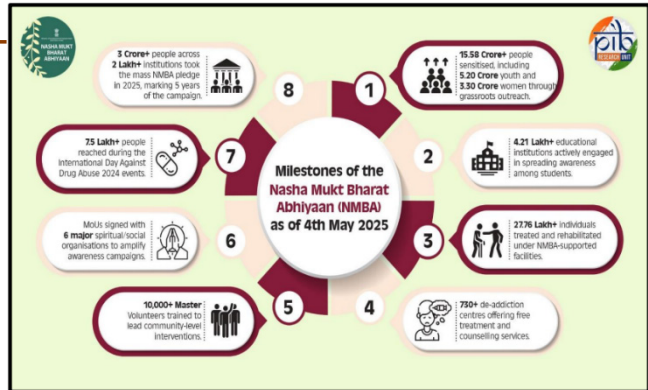 NASHA MUKT
BHARAT
ABHIYAAN
pib
RESEARCH UNIT
Milestones of the
Nasha Mukt Bharat
Abhiyaan (NMBA)
as of 4th May 2025
1
15.58 Crore+ people
sensitised, including
5.20 Crore youth and
3.30 Crore women through
grassroots outreach.
2
4.21 Lakh+ educational
institutions actively engaged
in spreading awareness
among students.
3
27.76 Lakh+ individuals
treated and rehabilitated
under NMBA-supported
facilities.
4
730+ de-addiction
centres offering free
treatment and
counselling services.
5
10,000+ Master
Volunteers trained to
lead community-level
interventions.
6
MoUs signed with
6 major spiritual/social
organisations to amplify
awareness campaigns.
7
7.5 Lakh+ people
reached during the
International Day Against
Drug Abuse 2024 events.
8
3 Crore+ people across
2 Lakh+ institutions took
the mass NMBA pledge
in 2025, marking 5 years
of the campaign.